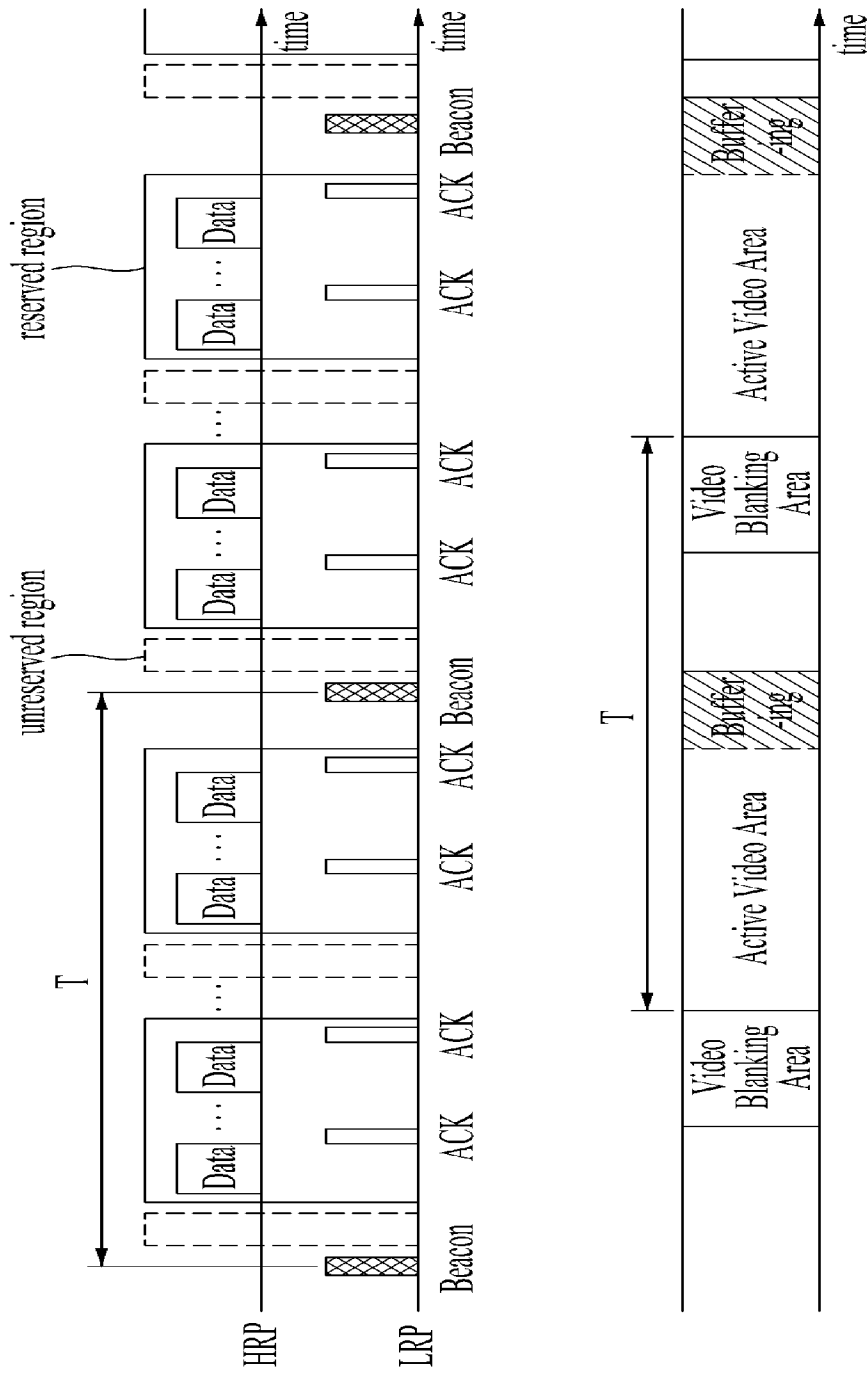 reserved region
unreserved region
T
Data
...
Data
Data
...
Data
Data
...
Data
Data
...
Data
...
...
HRP
time
LRP
time
Beacon
ACK
ACK
ACK
ACK
Beacon
ACK
ACK
ACK
ACK
Beacon
T
Video
Blanking
Area
Active Video Area
Buffer
-ing
Video
Blanking
Area
Active Video Area
Buffer
-ing
time